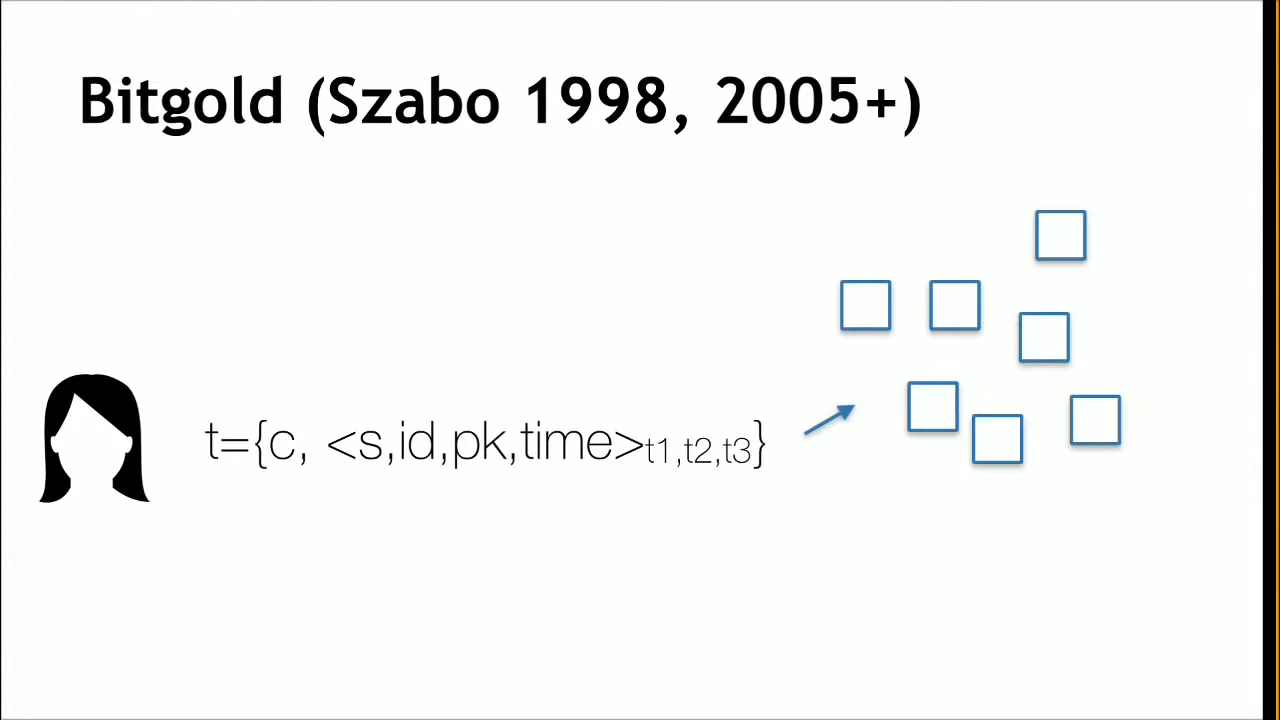 Bitgold (Szabo 1998, 2005+)
t={c, <s,id,pk,time>t1,t2,t3}